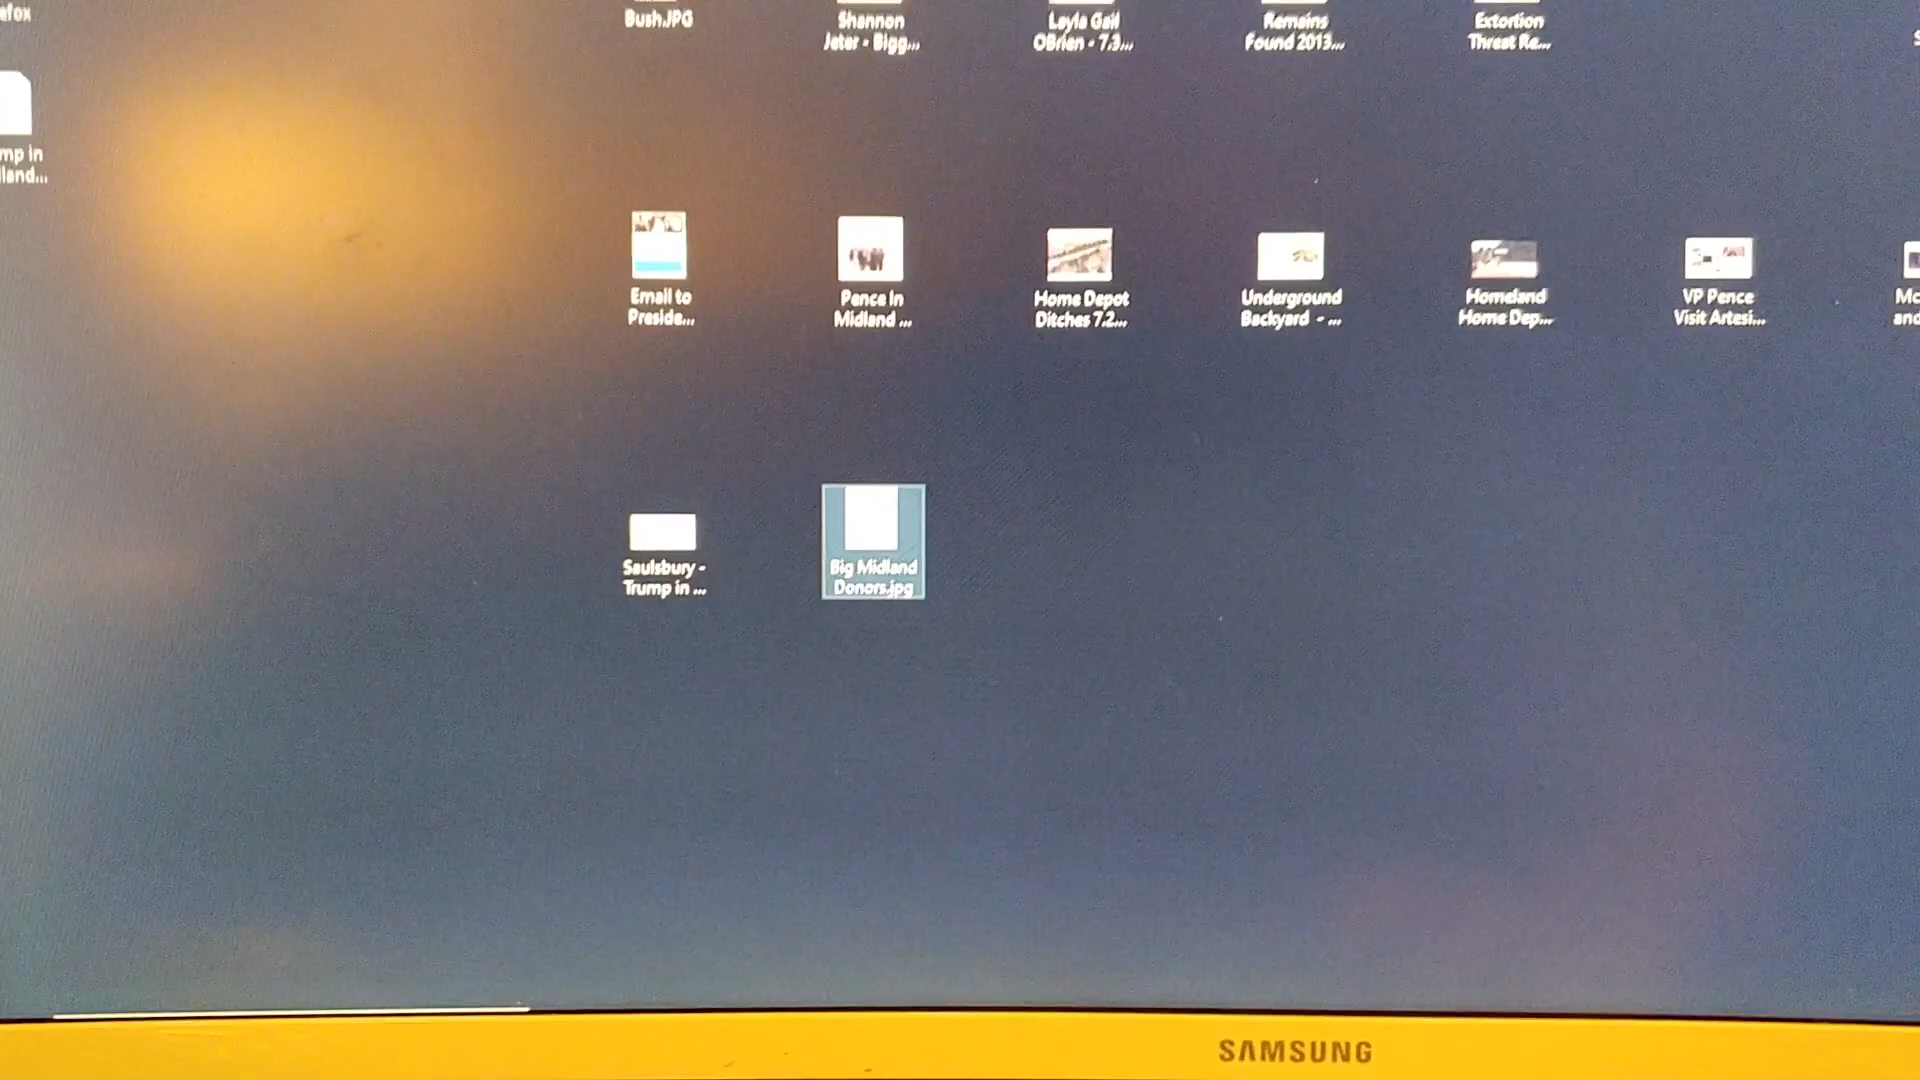 efox
Bush.JPG
Shannon
Jeter - Bigg...
Layla Gail
OBrien - 7.3...
Remains
Found 2013...
Extortion
Threat Re...
S
mp in
land...
Email to
Preside...
Pence In
Midland ...
Home Depot
Ditches 7.2...
Underground
Backyard - ...
Homeland
Home Dep...
VP Pence
Visit Artesi...
Mc
and
Saulsbury -
Trump in ...
Big Midland
Donors.jpg
SAMSUNG